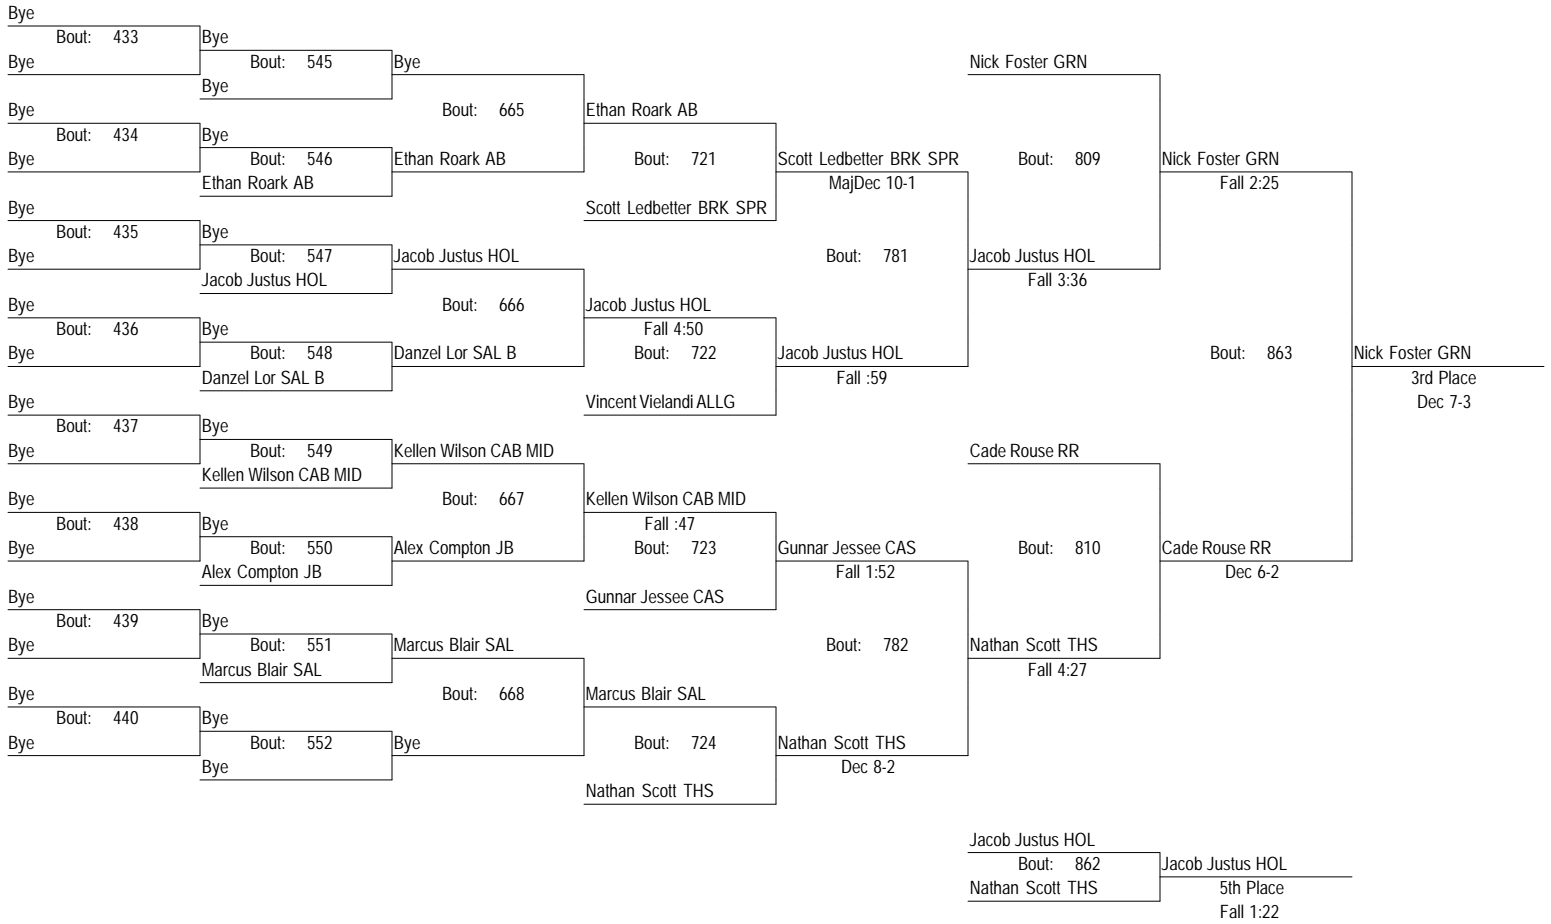 Bye
Bout: 433 Bye
Bye Bout: 545 Bye Nick Foster GRN
Bye
Bye Bout: 665 Ethan Roark AB
Bout: 434 Bye
Bye Bout: 546 Ethan Roark AB Bout: 721 Scott Ledbetter BRK SPR Bout: 809 Nick Foster GRN
Ethan Roark AB MajDec 10-1 Fall 2:25
Bye Scott Ledbetter BRK SPR
Bout: 435 Bye
Bye Bout: 547 Jacob Justus HOL Bout: 781 Jacob Justus HOL
Jacob Justus HOL Fall 3:36
Bye Bout: 666 Jacob Justus HOL
Bout: 436 Bye Fall 4:50
Bye Bout: 548 Danzel Lor SAL B Bout: 722 Jacob Justus HOL Bout: 863 Nick Foster GRN
Danzel Lor SAL B Fall :59 3rd Place
Bye Vincent Vielandi ALLG Dec 7-3
Bout: 437 Bye
Bye Bout: 549 Kellen Wilson CAB MID Cade Rouse RR
Kellen Wilson CAB MID
Bye Bout: 667 Kellen Wilson CAB MID
Bout: 438 Bye Fall :47
Bye Bout: 550 Alex Compton JB Bout: 723 Gunnar Jessee CAS Bout: 810 Cade Rouse RR
Alex Compton JB Fall 1:52 Dec 6-2
Bye Gunnar Jessee CAS
Bout: 439 Bye
Bye Bout: 551 Marcus Blair SAL Bout: 782 Nathan Scott THS
Marcus Blair SAL Fall 4:27
Bye Bout: 668 Marcus Blair SAL
Bout: 440 Bye
Bye Bout: 552 Bye Bout: 724 Nathan Scott THS
Bye Dec 8-2
Nathan Scott THS
Jacob Justus HOL
Bout: 862 Jacob Justus HOL
Nathan Scott THS 5th Place
Fall 1:22